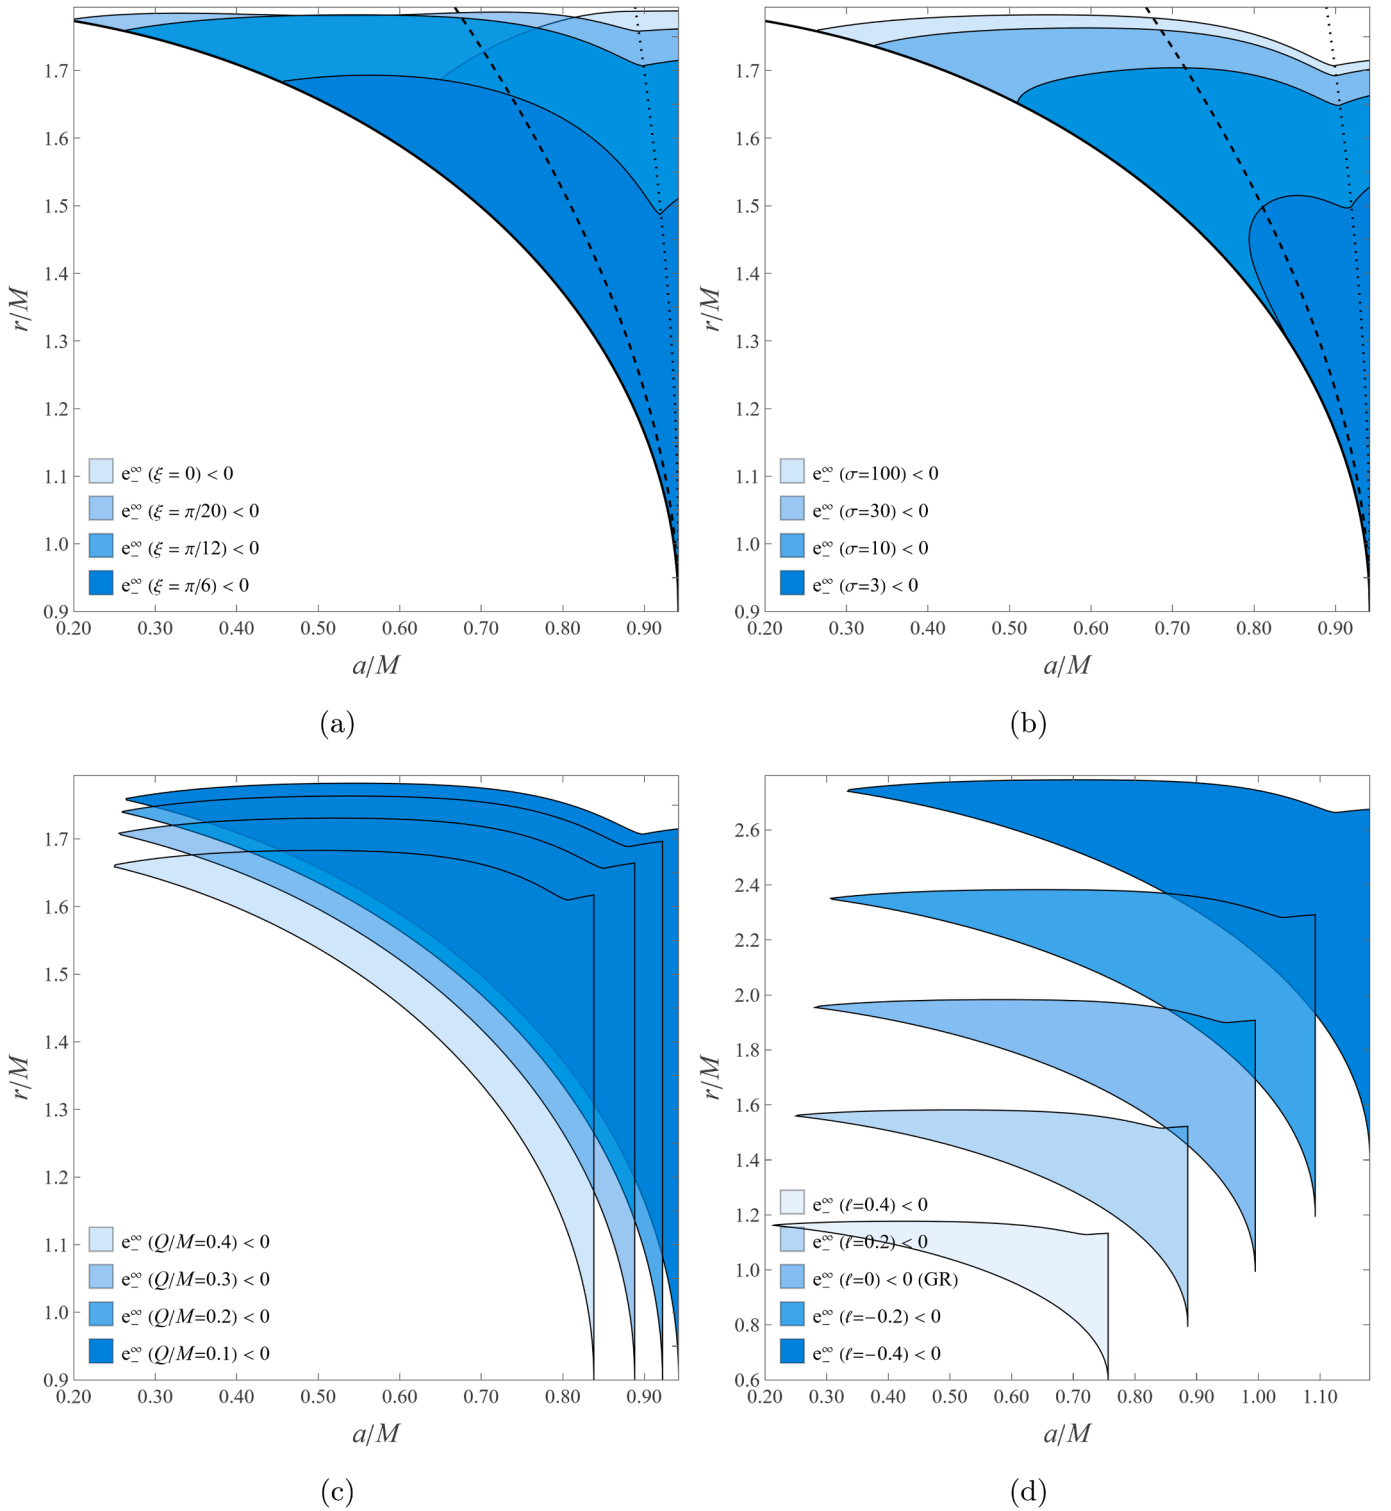 r/M
1.7
1.6
1.5
1.4
1.3
1.2
1.1
1.0
0.9
e∞− (ξ = 0) < 0
e∞− (ξ = π/20) < 0
e∞− (ξ = π/12) < 0
e∞− (ξ = π/6) < 0
0.20 0.30 0.40 0.50 0.60 0.70 0.80 0.90
a/M
(a)
r/M
1.7
1.6
1.5
1.4
1.3
1.2
1.1
1.0
0.9
e∞− (σ=100) < 0
e∞− (σ=30) < 0
e∞− (σ=10) < 0
e∞− (σ=3) < 0
0.20 0.30 0.40 0.50 0.60 0.70 0.80 0.90
a/M
(b)
r/M
1.7
1.6
1.5
1.4
1.3
1.2
1.1
1.0
0.9
e∞− (Q/M=0.4) < 0
e∞− (Q/M=0.3) < 0
e∞− (Q/M=0.2) < 0
e∞− (Q/M=0.1) < 0
0.20 0.30 0.40 0.50 0.60 0.70 0.80 0.90
a/M
(c)
r/M
2.6
2.4
2.2
2.0
1.8
1.6
1.4
1.2
1.0
0.8
0.6
e∞− (ℓ=0.4) < 0
e∞− (ℓ=0.2) < 0
e∞− (ℓ=0) < 0 (GR)
e∞− (ℓ=−0.2) < 0
e∞− (ℓ=−0.4) < 0
0.20 0.30 0.40 0.50 0.60 0.70 0.80 0.90 1.00 1.10
a/M
(d)